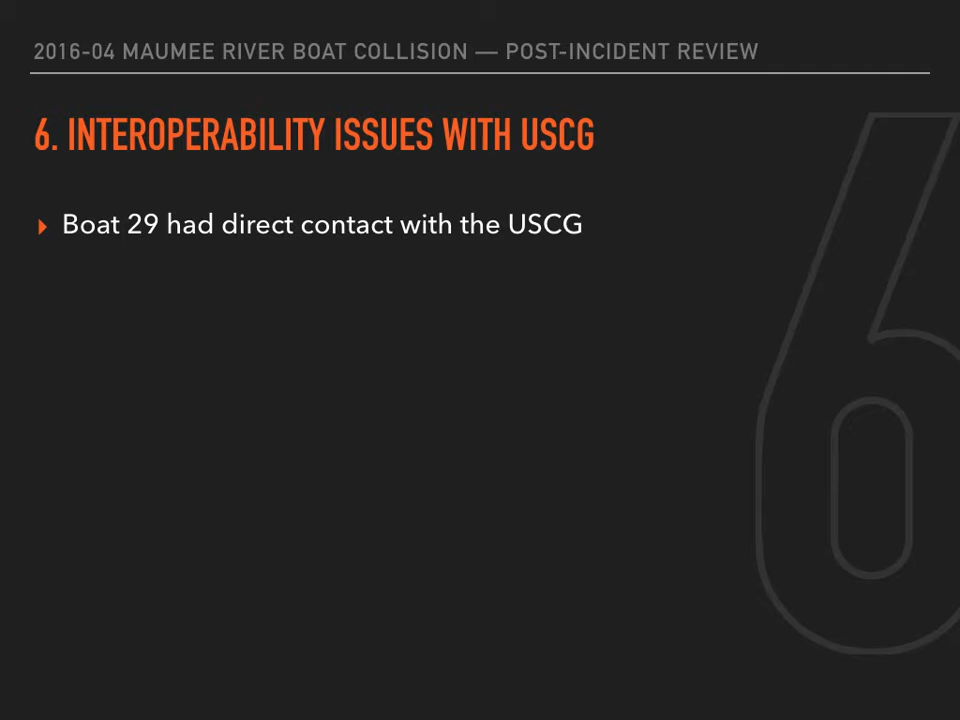 2016-04 MAUMEE RIVER BOAT COLLISION — POST-INCIDENT REVIEW
6. INTEROPERABILITY ISSUES WITH USCG
▸ Boat 29 had direct contact with the USCG
6